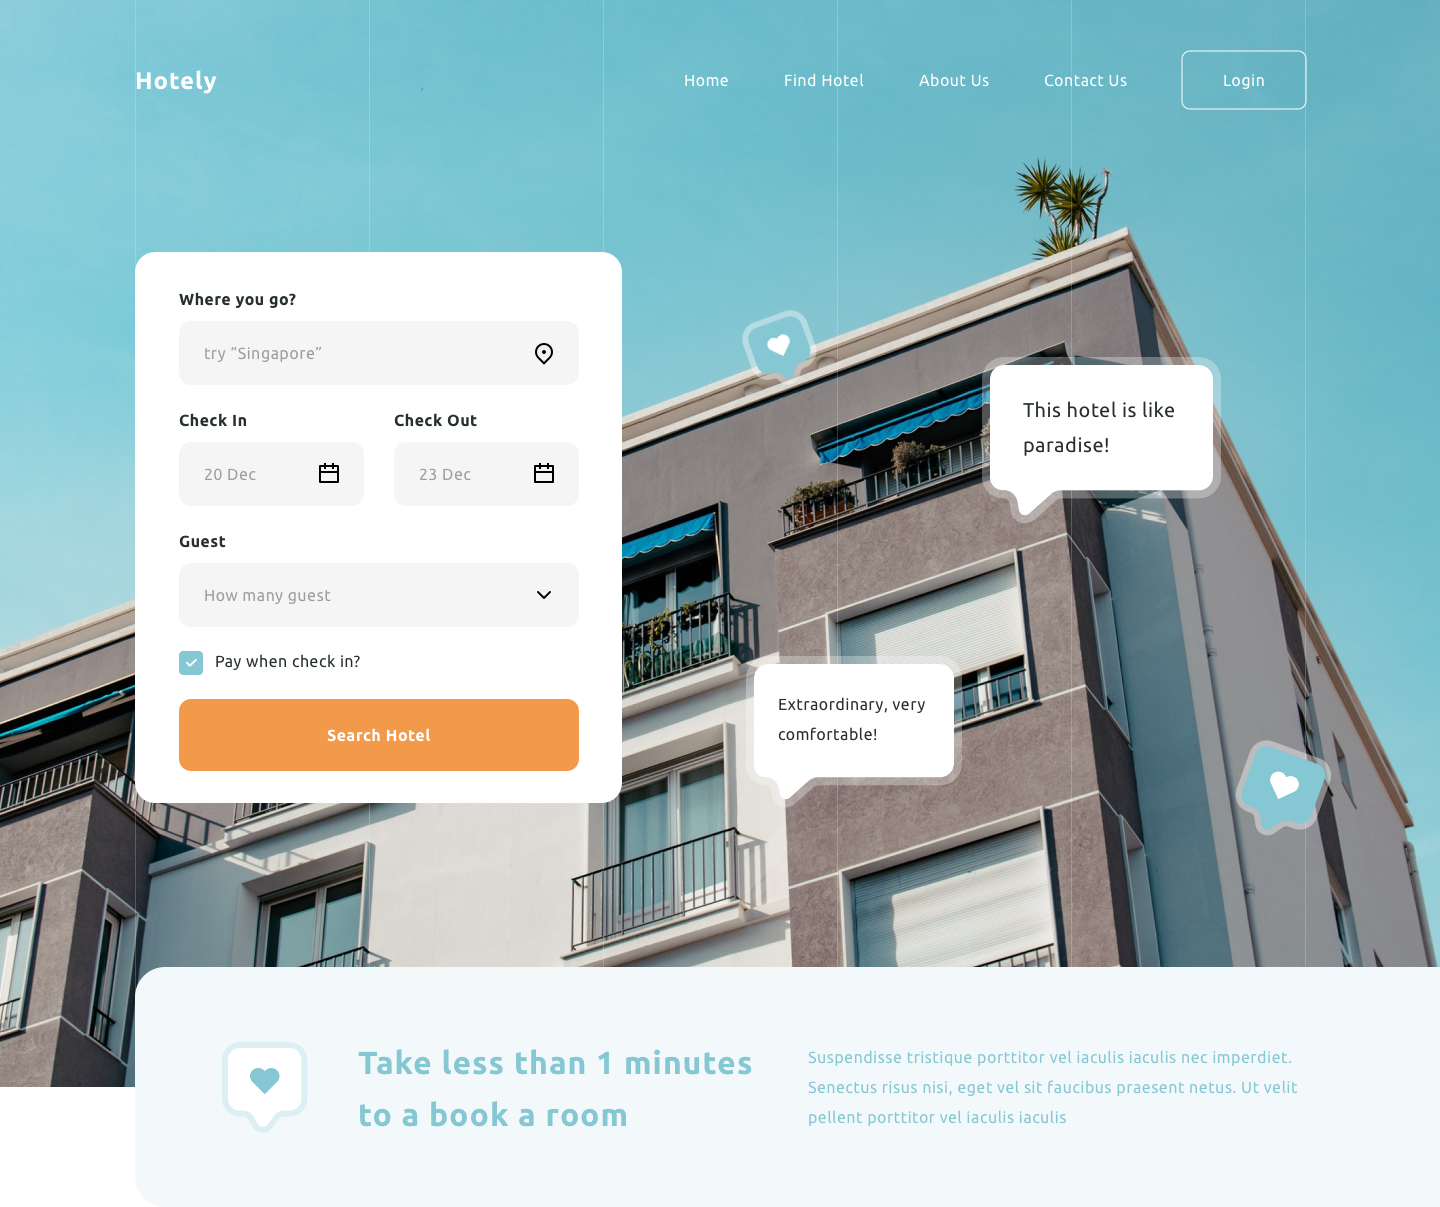 Hotely
Home
Find Hotel
About Us
Contact Us
Login
Where you go?
try “Singapore”
Check In
Check Out
20 Dec
23 Dec
Guest
How many guest
Pay when check in?
Search Hotel
This hotel is like
paradise!
Extraordinary, very
comfortable!
Take less than 1 minutes
to a book a room
Suspendisse tristique porttitor vel iaculis iaculis nec imperdiet.
Senectus risus nisi, eget vel sit faucibus praesent netus. Ut velit
pellent porttitor vel iaculis iaculis